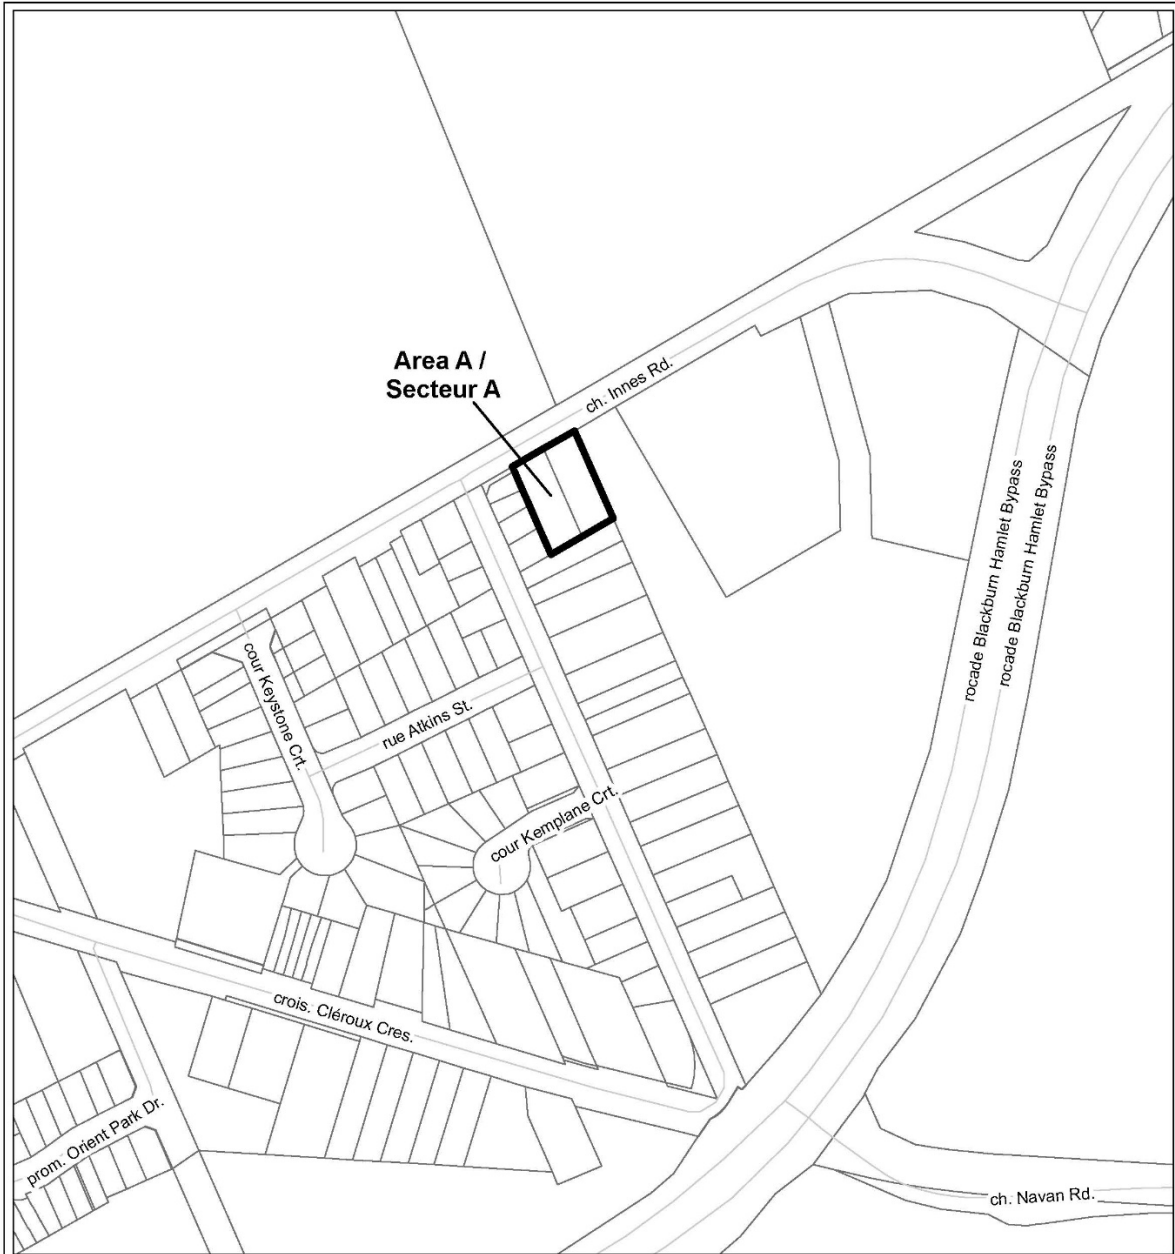 Area A /
Secteur A
ch. Innes Rd.
rocade Blackburn Hamlet Bypass
rocade Blackburn Hamlet Bypass
cour Keystone Crt.
rue Atkins St.
cour Kemplane Crt.
crois. Cléroux Cres.
prom. Orient Park Dr.
ch. Navan Rd.